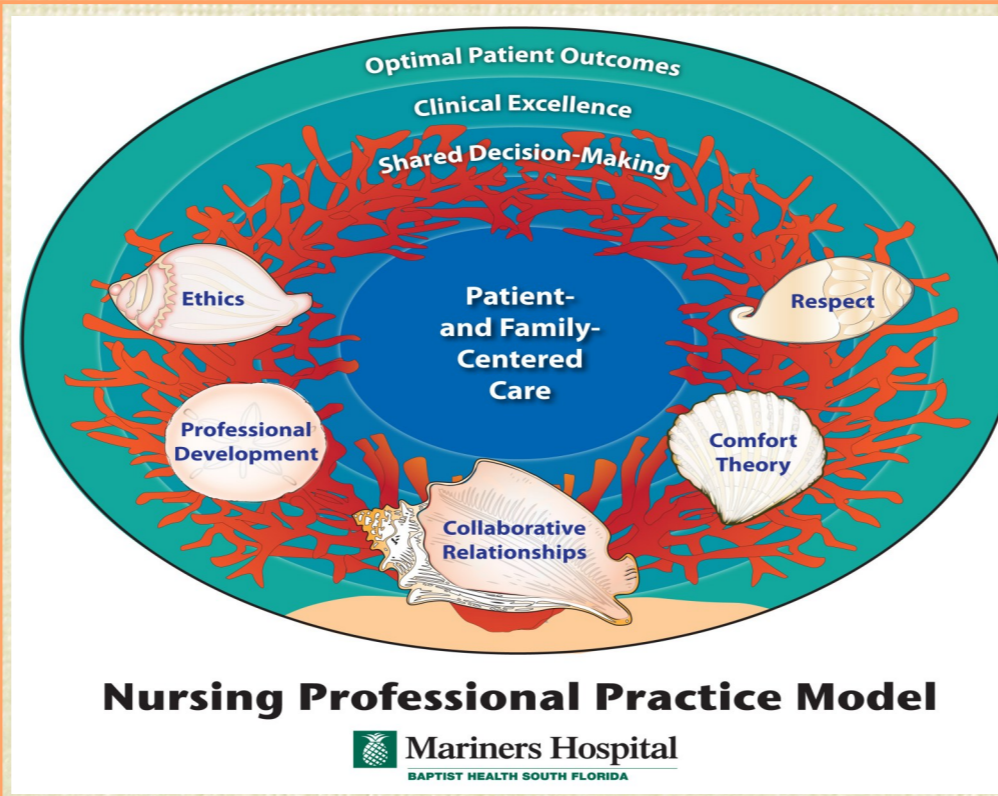 Optimal Patient Outcomes
Clinical Excellence
Shared Decision-Making
Ethics
Respect
Patient-
and Family-
Centered
Care
Professional
Development
Comfort
Theory
Collaborative
Relationships
Nursing Professional Practice Model
Mariners Hospital
BAPTIST HEALTH SOUTH FLORIDA